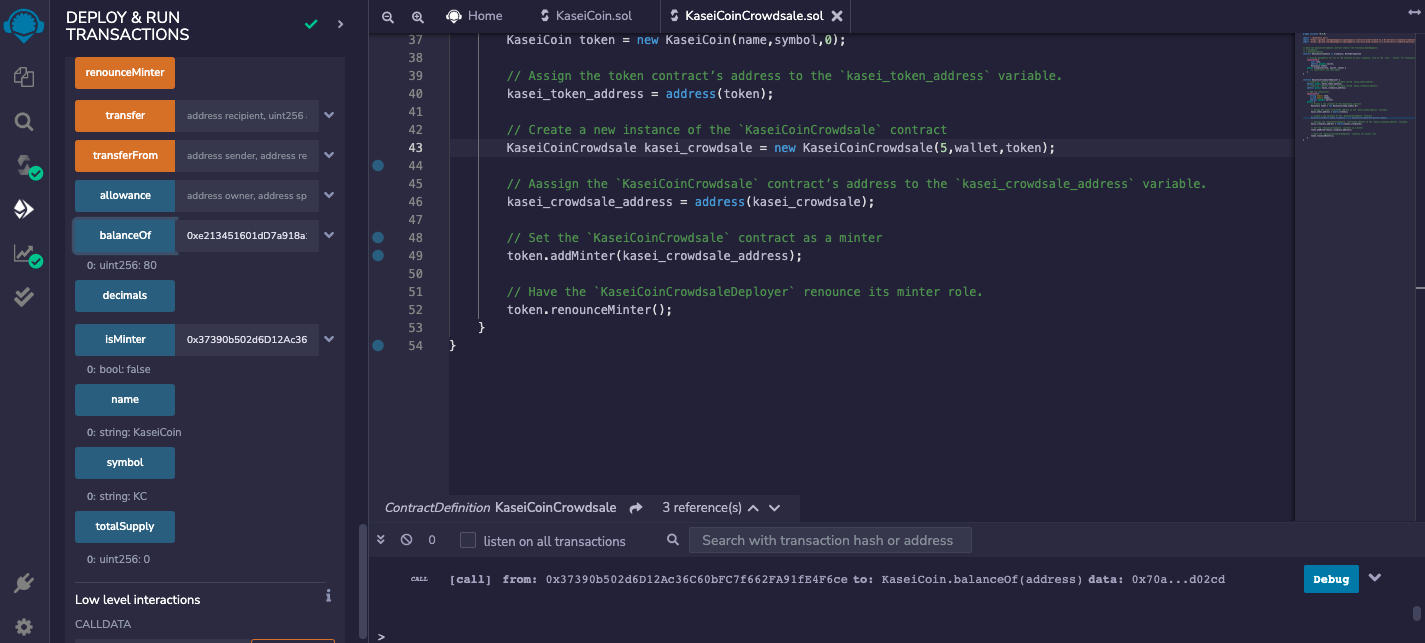 DEPLOY & RUN
TRANSACTIONS
renounceMinter
transfer address recipient, uint256
transferFrom address sender, address re
allowance address owner, address sp
balanceOf 0xe213451601dD7a918a
0: uint256: 80
decimals
isMinter 0x37390b502d6D12Ac36
0: bool: false
name
0: string: KaseiCoin
symbol
0: string: KC
totalSupply
0: uint256: 0
Low level interactions
CALLDATA
Home KaseiCoin.sol KaseiCoinCrowdsale.sol
37 KaseiCoin token = new KaseiCoin(name,symbol,0);
38
39 // Assign the token contract’s address to the `kasei_token_address` variable.
40 kasei_token_address = address(token);
41
42 // Create a new instance of the `KaseiCoinCrowdsale` contract
43 KaseiCoinCrowdsale kasei_crowdsale = new KaseiCoinCrowdsale(5,wallet,token);
44
45 // Aassign the `KaseiCoinCrowdsale` contract’s address to the `kasei_crowdsale_address` variable.
46 kasei_crowdsale_address = address(kasei_crowdsale);
47
48 // Set the `KaseiCoinCrowdsale` contract as a minter
49 token.addMinter(kasei_crowdsale_address);
50
51 // Have the `KaseiCoinCrowdsaleDeployer` renounce its minter role.
52 token.renounceMinter();
53 }
54 }
ContractDefinition KaseiCoinCrowdsale 3 reference(s)
0 listen on all transactions Search with transaction hash or address
CALL [call] from: 0x37390b502d6D12Ac36C60bFC7f662FA91fE4F6ce to: KaseiCoin.balanceOf(address) data: 0x70a...d02cd Debug
>